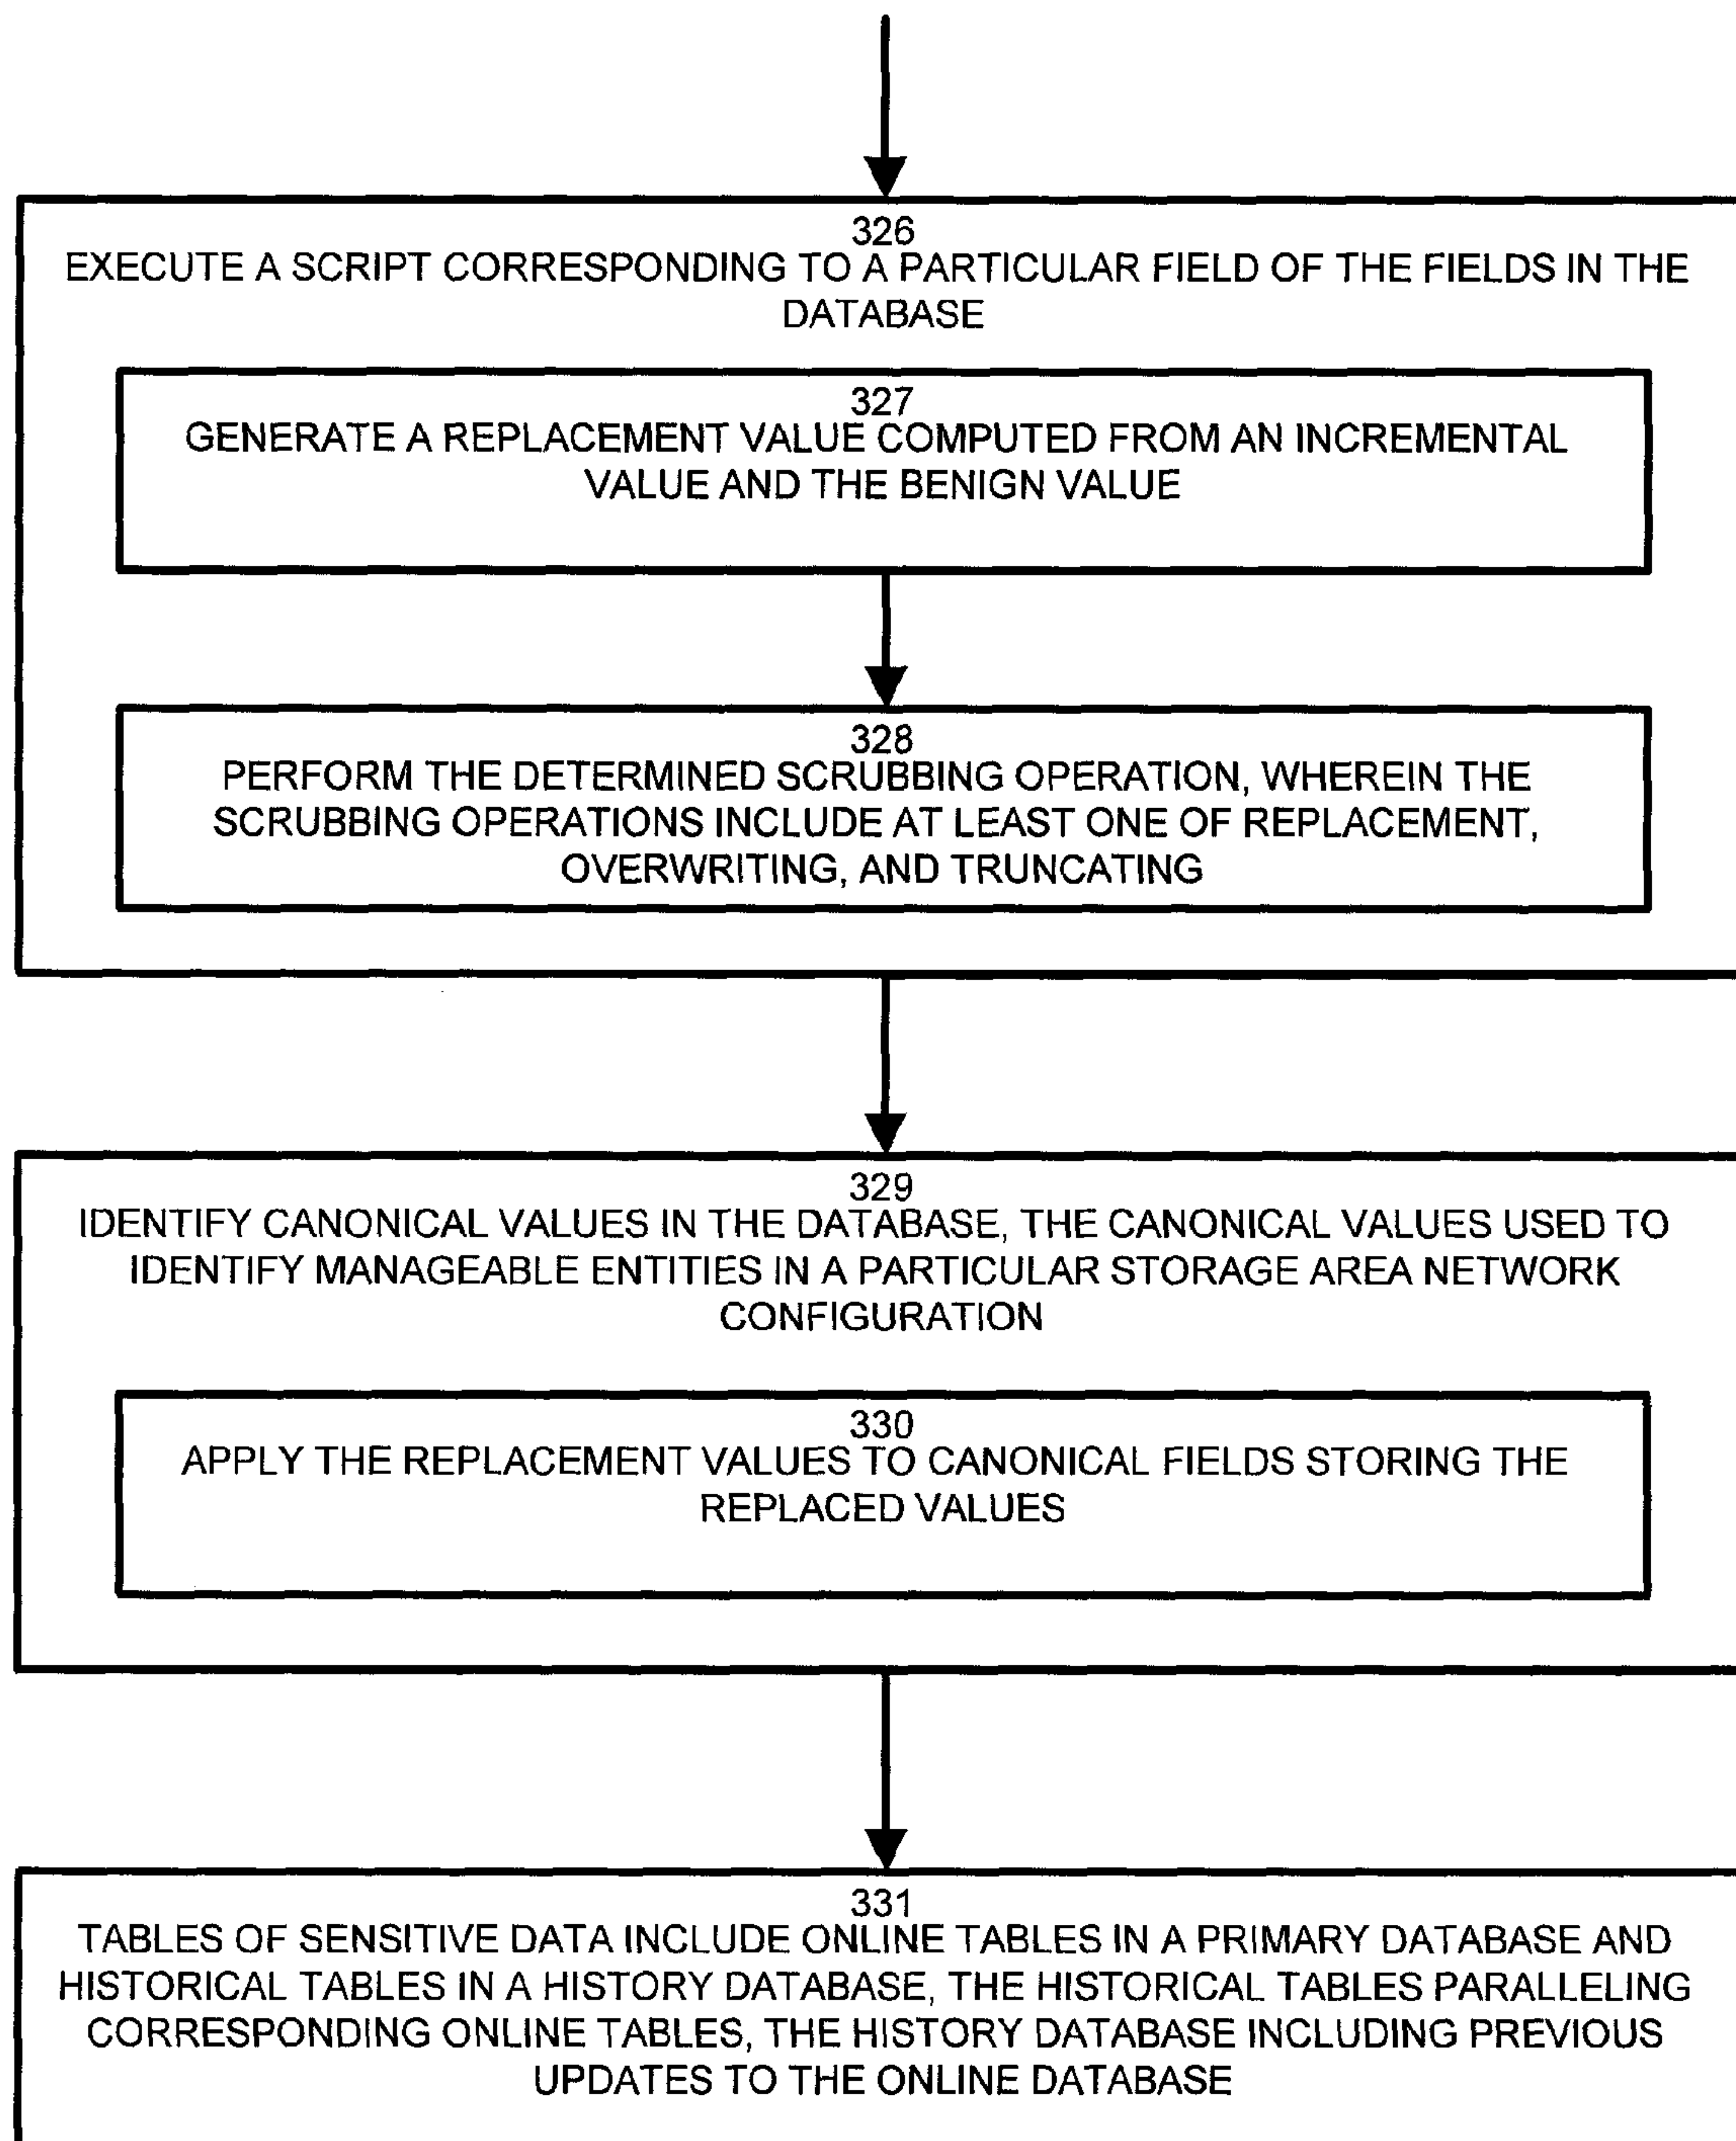 326
EXECUTE A SCRIPT CORRESPONDING TO A PARTICULAR FIELD OF THE FIELDS IN THE
DATABASE
327
GENERATE A REPLACEMENT VALUE COMPUTED FROM AN INCREMENTAL
VALUE AND THE BENIGN VALUE
328
PERFORM THE DETERMINED SCRUBBING OPERATION, WHEREIN THE
SCRUBBING OPERATIONS INCLUDE AT LEAST ONE OF REPLACEMENT,
OVERWRITING, AND TRUNCATING
329
IDENTIFY CANONICAL VALUES IN THE DATABASE, THE CANONICAL VALUES USED TO
IDENTIFY MANAGEABLE ENTITIES IN A PARTICULAR STORAGE AREA NETWORK
CONFIGURATION
330
APPLY THE REPLACEMENT VALUES TO CANONICAL FIELDS STORING THE
REPLACED VALUES
331
TABLES OF SENSITIVE DATA INCLUDE ONLINE TABLES IN A PRIMARY DATABASE AND
HISTORICAL TABLES IN A HISTORY DATABASE, THE HISTORICAL TABLES PARALLELING
CORRESPONDING ONLINE TABLES, THE HISTORY DATABASE INCLUDING PREVIOUS
UPDATES TO THE ONLINE DATABASE